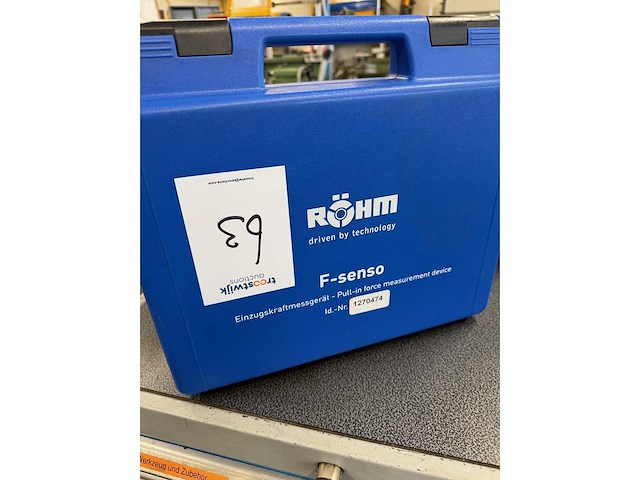 RÖHM
driven by technology
F-senso
Einzugskraftmessgerät - Pull-in force measurement device
Id.-Nr. 1270474
63
troostwijk
auctions
Werkzeug und Zubehör